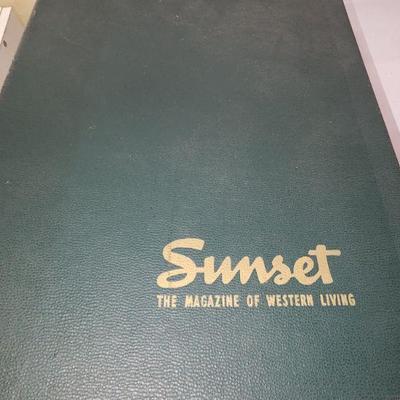 Sunset
THE MAGAZINE OF WESTERN LIVING